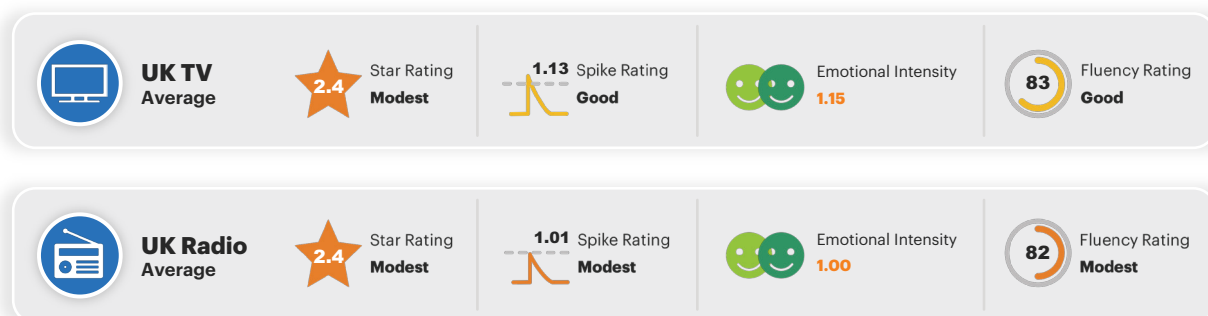 UK TV
Average
2.4
Star Rating
Modest
1.13
Spike Rating
Good
Emotional Intensity
1.15
83
Fluency Rating
Good
UK Radio
Average
2.4
Star Rating
Modest
1.01
Spike Rating
Modest
Emotional Intensity
1.00
82
Fluency Rating
Modest